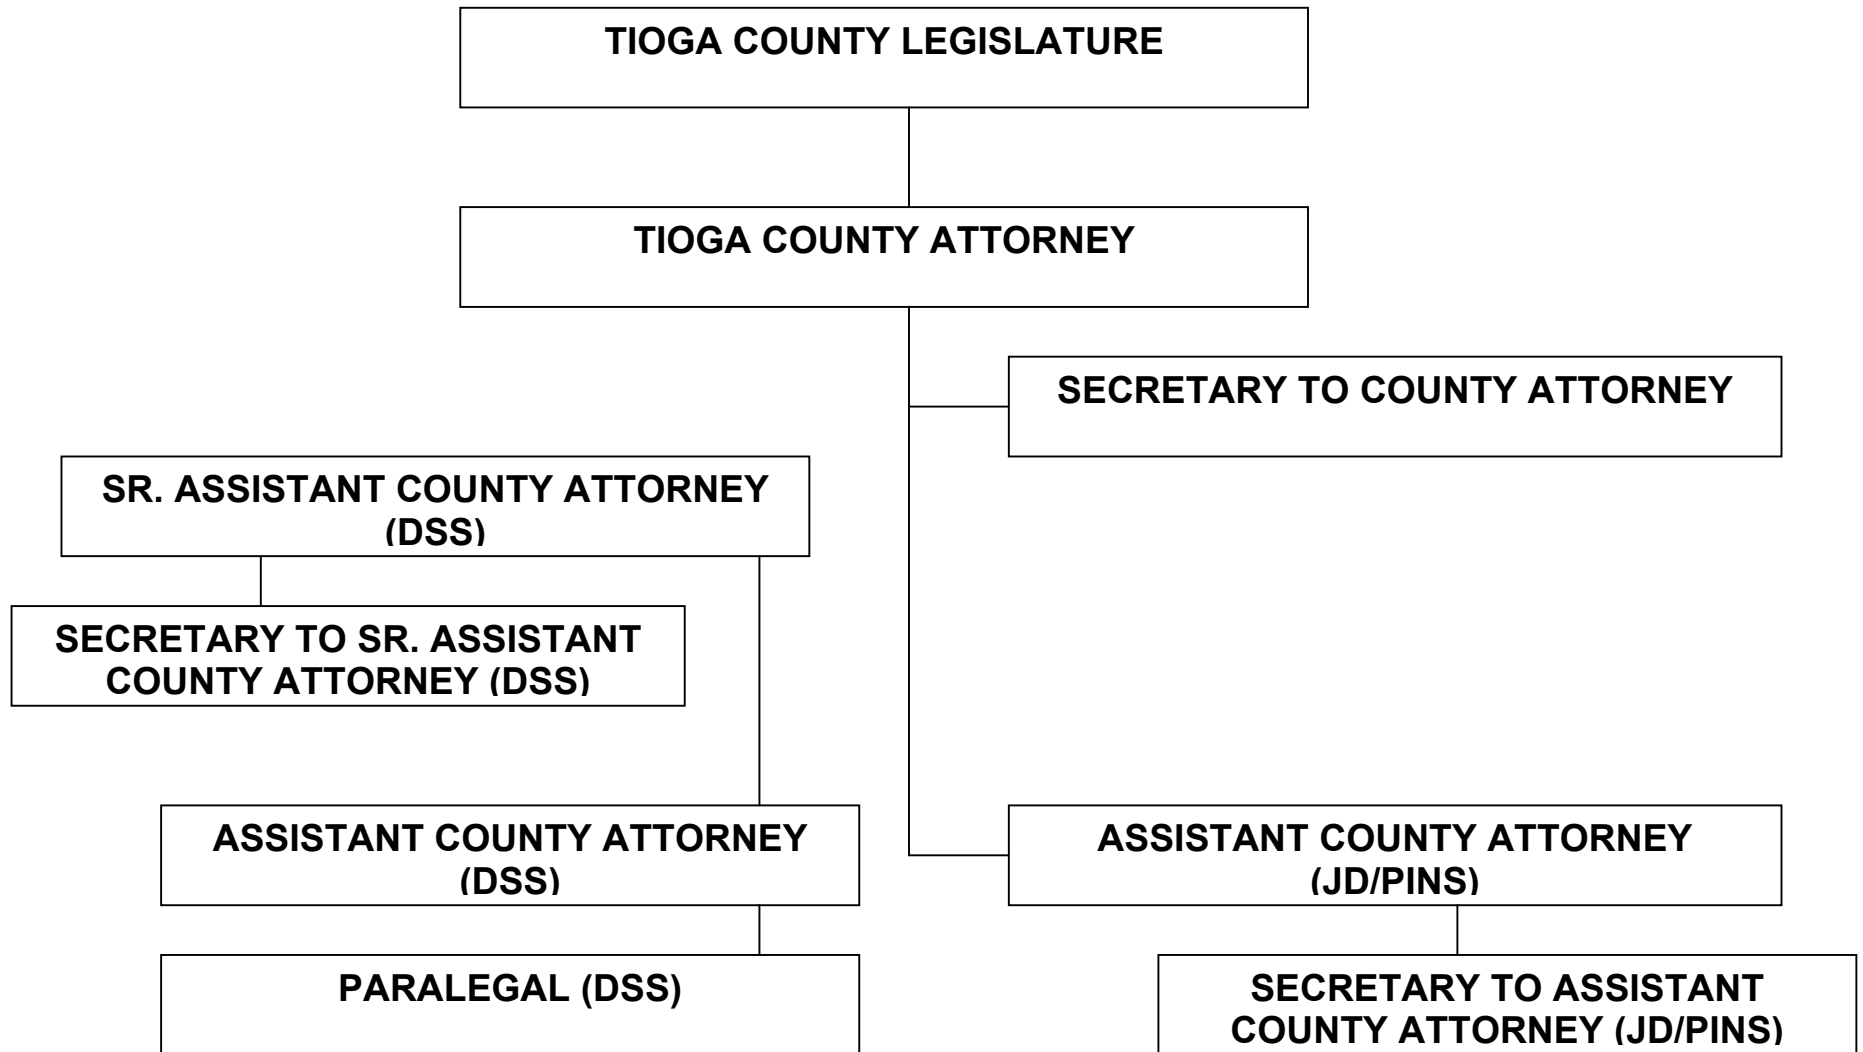 TIOGA COUNTY LEGISLATURE
TIOGA COUNTY ATTORNEY
SECRETARY TO COUNTY ATTORNEY
SR. ASSISTANT COUNTY ATTORNEY
(DSS)
SECRETARY TO SR. ASSISTANT
COUNTY ATTORNEY (DSS)
ASSISTANT COUNTY ATTORNEY
(DSS)
ASSISTANT COUNTY ATTORNEY
(JD/PINS)
PARALEGAL (DSS)
SECRETARY TO ASSISTANT
COUNTY ATTORNEY (JD/PINS)